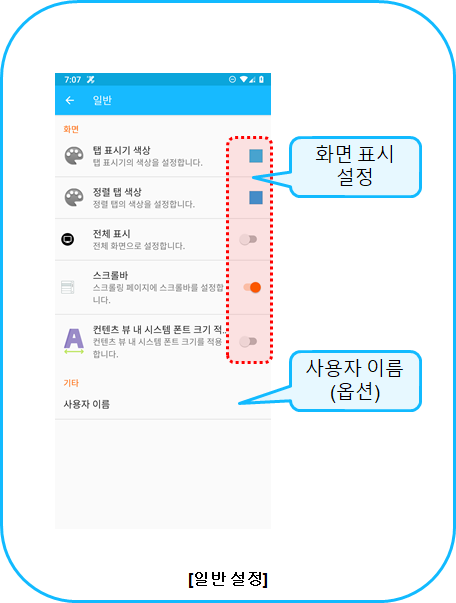 7:07
일반
화면
탭 표시기 색상
탭 표시기의 색상을 설정합니다.
정렬 탭 색상
정렬 탭의 색상을 설정합니다.
전체 표시
전체 화면으로 설정합니다.
스크롤바
스크롤링 페이지에 스크롤바를 설정합
니다.
컨텐츠 뷰 내 시스템 폰트 크기 적.
컨텐츠 뷰 내 시스템 폰트 크기를 적용
합니다.
기타
사용자 이름
화면 표시
설정
사용자 이름
(옵션)
[일반 설정]